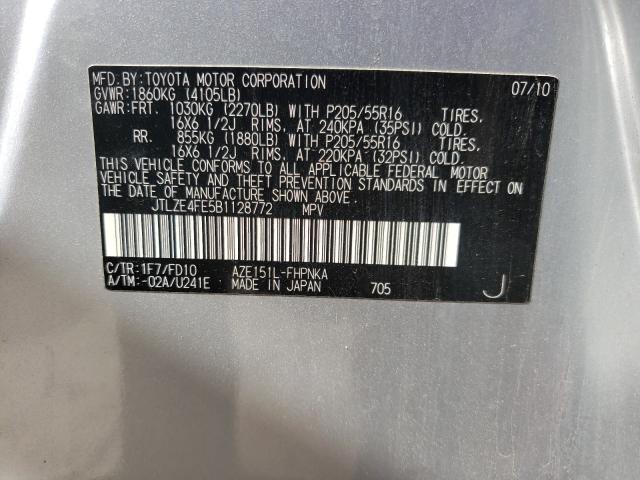 MFD. BY: TOYOTA MOTOR CORPORATION 07/10
GVWR: 1860KG (4105LB)
GAWR: FRT. 1030KG (2270LB) WITH P205/55R16 TIRES,
16X6 1/2J RIMS, AT 240KPA (35PSI) COLD.
RR. 855KG (1880LB) WITH P205/55R16 TIRES,
16X6 1/2J RIMS, AT 220KPA (32PSI) COLD.
THIS VEHICLE CONFORMS TO ALL APPLICABLE FEDERAL MOTOR
VEHICLE SAFETY AND THEFT PREVENTION STANDARDS IN EFFECT ON
THE DATE OF MANUFACTURE SHOWN ABOVE.
JTLZE4FE5B1128772 MPV
C/TR: 1F7/FD10 AZE151L-FHPNKA
A/TM: -02A/U241E MADE IN JAPAN 705 J